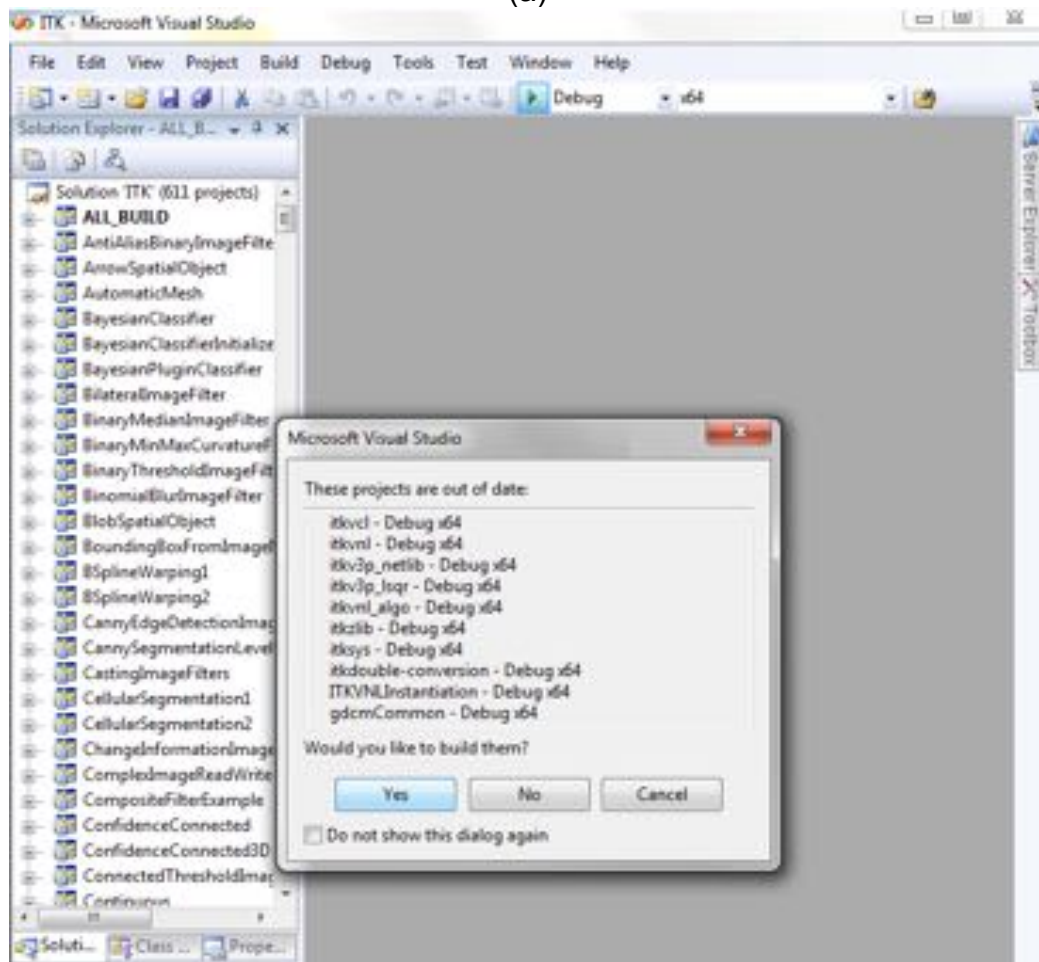 (a)
ITK - Microsoft Visual Studio
File Edit View Project Build Debug Tools Test Window Help
Debug x64
Solution Explorer - ALL_B...
Solution 'ITK' (611 projects)
ALL_BUILD
AntiAliasBinaryImageFilte
ArrowSpatialObject
AutomaticMesh
BayesianClassifier
BayesianClassifierInitialize
BayesianPluginClassifier
BilateralImageFilter
BinaryMedianImageFilter
BinaryMinMaxCurvatureF
BinaryThresholdImageFilt
BinomialBlurImageFilter
BlobSpatialObject
BoundingBoxFromImage
BSplineWarping1
BSplineWarping2
CannyEdgeDetectionImag
CannySegmentationLevel
CastingImageFilters
CellularSegmentation1
CellularSegmentation2
ChangeInformationImage
ComplexImageReadWrite
CompositeFilterExample
ConfidenceConnected
ConfidenceConnected3D
ConnectedThresholdImag
Continuous
Soluti... Class ... Prope...
Server Explorer
Toolbox
Microsoft Visual Studio
These projects are out of date:
itkvcl - Debug x64
itkvnl - Debug x64
itkv3p_netlib - Debug x64
itkv3p_lsqr - Debug x64
itkvnl_algo - Debug x64
itkzlib - Debug x64
itksys - Debug x64
itkdouble-conversion - Debug x64
ITKVNLInstantiation - Debug x64
gdcmCommon - Debug x64
Would you like to build them?
Yes No Cancel
Do not show this dialog again